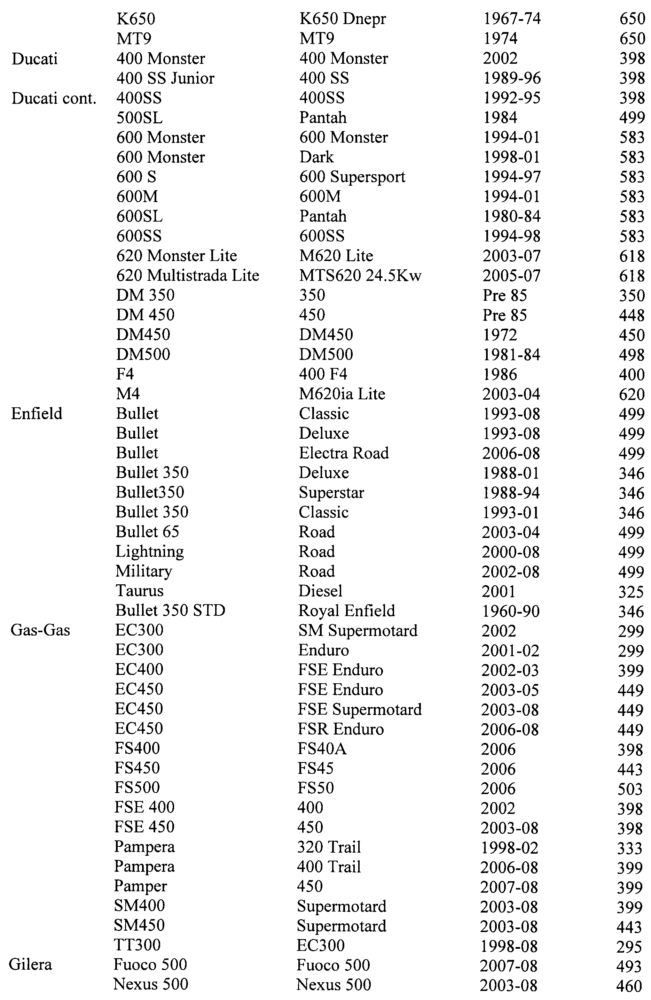 K650 K650 Dnepr 1967-74 650
MT9 MT9 1974 650
Ducati 400 Monster 400 Monster 2002 398
400 SS Junior 400 SS 1989-96 398
Ducati cont. 400SS 400SS 1992-95 398
500SL Pantah 1984 499
600 Monster 600 Monster 1994-01 583
600 Monster Dark 1998-01 583
600 S 600 Supersport 1994-97 583
600M 600M 1994-01 583
600SL Pantah 1980-84 583
600SS 600SS 1994-98 583
620 Monster Lite M620 Lite 2003-07 618
620 Multistrada Lite MTS620 24.5Kw 2005-07 618
DM 350 350 Pre 85 350
DM 450 450 Pre 85 448
DM450 DM450 1972 450
DM500 DM500 1981-84 498
F4 400 F4 1986 400
M4 M620ia Lite 2003-04 620
Enfield Bullet Classic 1993-08 499
Bullet Deluxe 1993-08 499
Bullet Electra Road 2006-08 499
Bullet 350 Deluxe 1988-01 346
Bullet350 Superstar 1988-94 346
Bullet 350 Classic 1993-01 346
Bullet 65 Road 2003-04 499
Lightning Road 2000-08 499
Military Road 2002-08 499
Taurus Diesel 2001 325
Bullet 350 STD Royal Enfield 1960-90 346
Gas-Gas EC300 SM Supermotard 2002 299
EC300 Enduro 2001-02 299
EC400 FSE Enduro 2002-03 399
EC450 FSE Enduro 2003-05 449
EC450 FSE Supermotard 2003-08 449
EC450 FSR Enduro 2006-08 449
FS400 FS40A 2006 398
FS450 FS45 2006 443
FS500 FS50 2006 503
FSE 400 400 2002 398
FSE 450 450 2003-08 398
Pampera 320 Trail 1998-02 333
Pampera 400 Trail 2006-08 399
Pamper 450 2007-08 399
SM400 Supermotard 2003-08 399
SM450 Supermotard 2003-08 443
TT300 EC300 1998-08 295
Gilera Fuoco 500 Fuoco 500 2007-08 493
Nexus 500 Nexus 500 2003-08 460